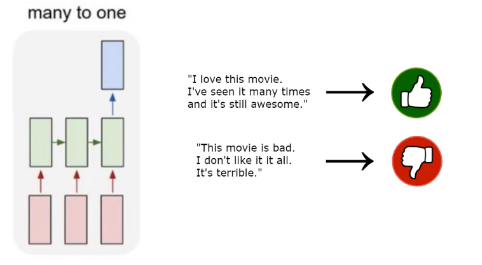 many to one
"I love this movie.
I've seen it many times
and it's still awesome."
"This movie is bad.
I don't like it it all.
It's terrible."